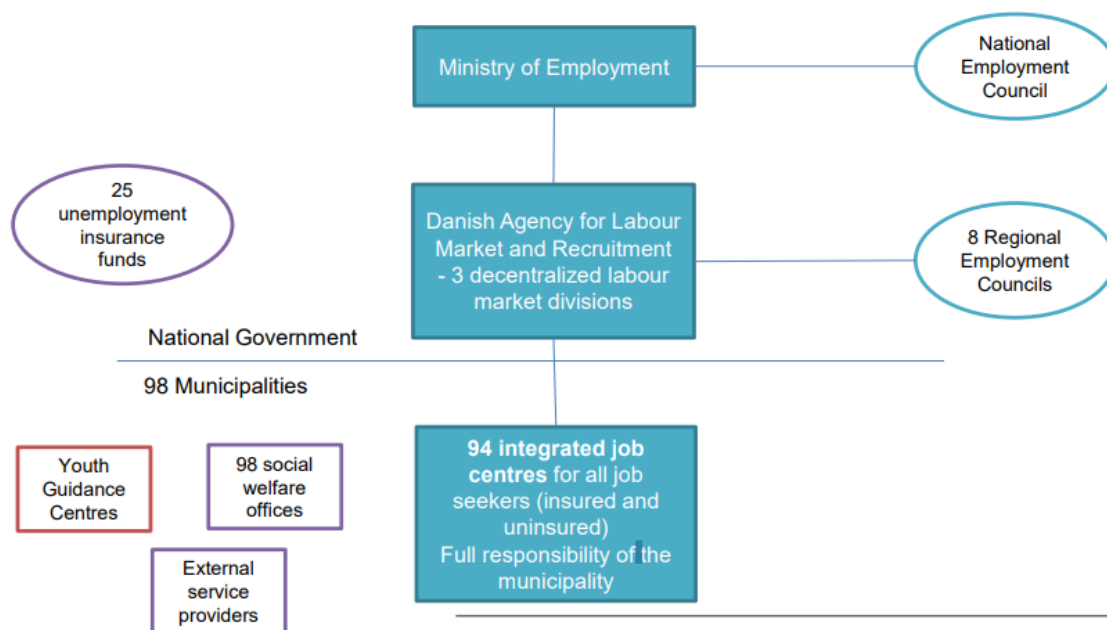 Ministry of Employment
National
Employment
Council
25
unemployment
insurance
funds
Danish Agency for Labour
Market and Recruitment
- 3 decentralized labour
market divisions
8 Regional
Employment
Councils
National Government
98 Municipalities
Youth
Guidance
Centres
98 social
welfare
offices
External
service
providers
94 integrated job
centres for all job
seekers (insured and
uninsured)
Full responsibility of the
municipality